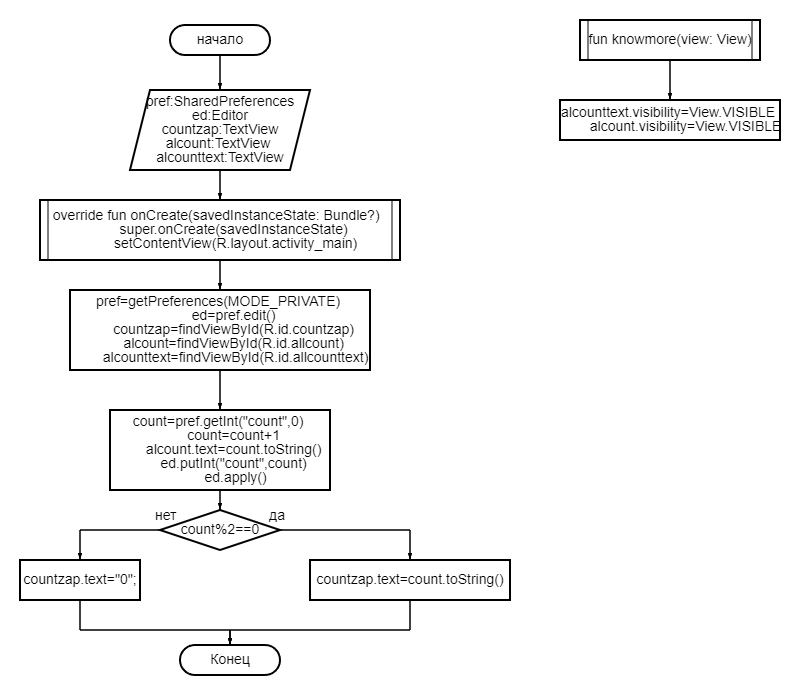 начало
pref:SharedPreferences
ed:Editor
countzap:TextView
alcount:TextView
alcounttext:TextView
override fun onCreate(savedInstanceState: Bundle?)
super.onCreate(savedInstanceState)
setContentView(R.layout.activity_main)
pref=getPreferences(MODE_PRIVATE)
ed=pref.edit()
countzap=findViewById(R.id.countzap)
alcount=findViewById(R.id.allcount)
alcounttext=findViewById(R.id.allcounttext)
count=pref.getInt("count",0)
count=count+1
alcount.text=count.toString()
ed.putInt("count",count)
ed.apply()
нет
да
count%2==0
countzap.text="0";
countzap.text=count.toString()
Конец
fun knowmore(view: View)
alcounttext.visibility=View.VISIBLE
alcount.visibility=View.VISIBLE